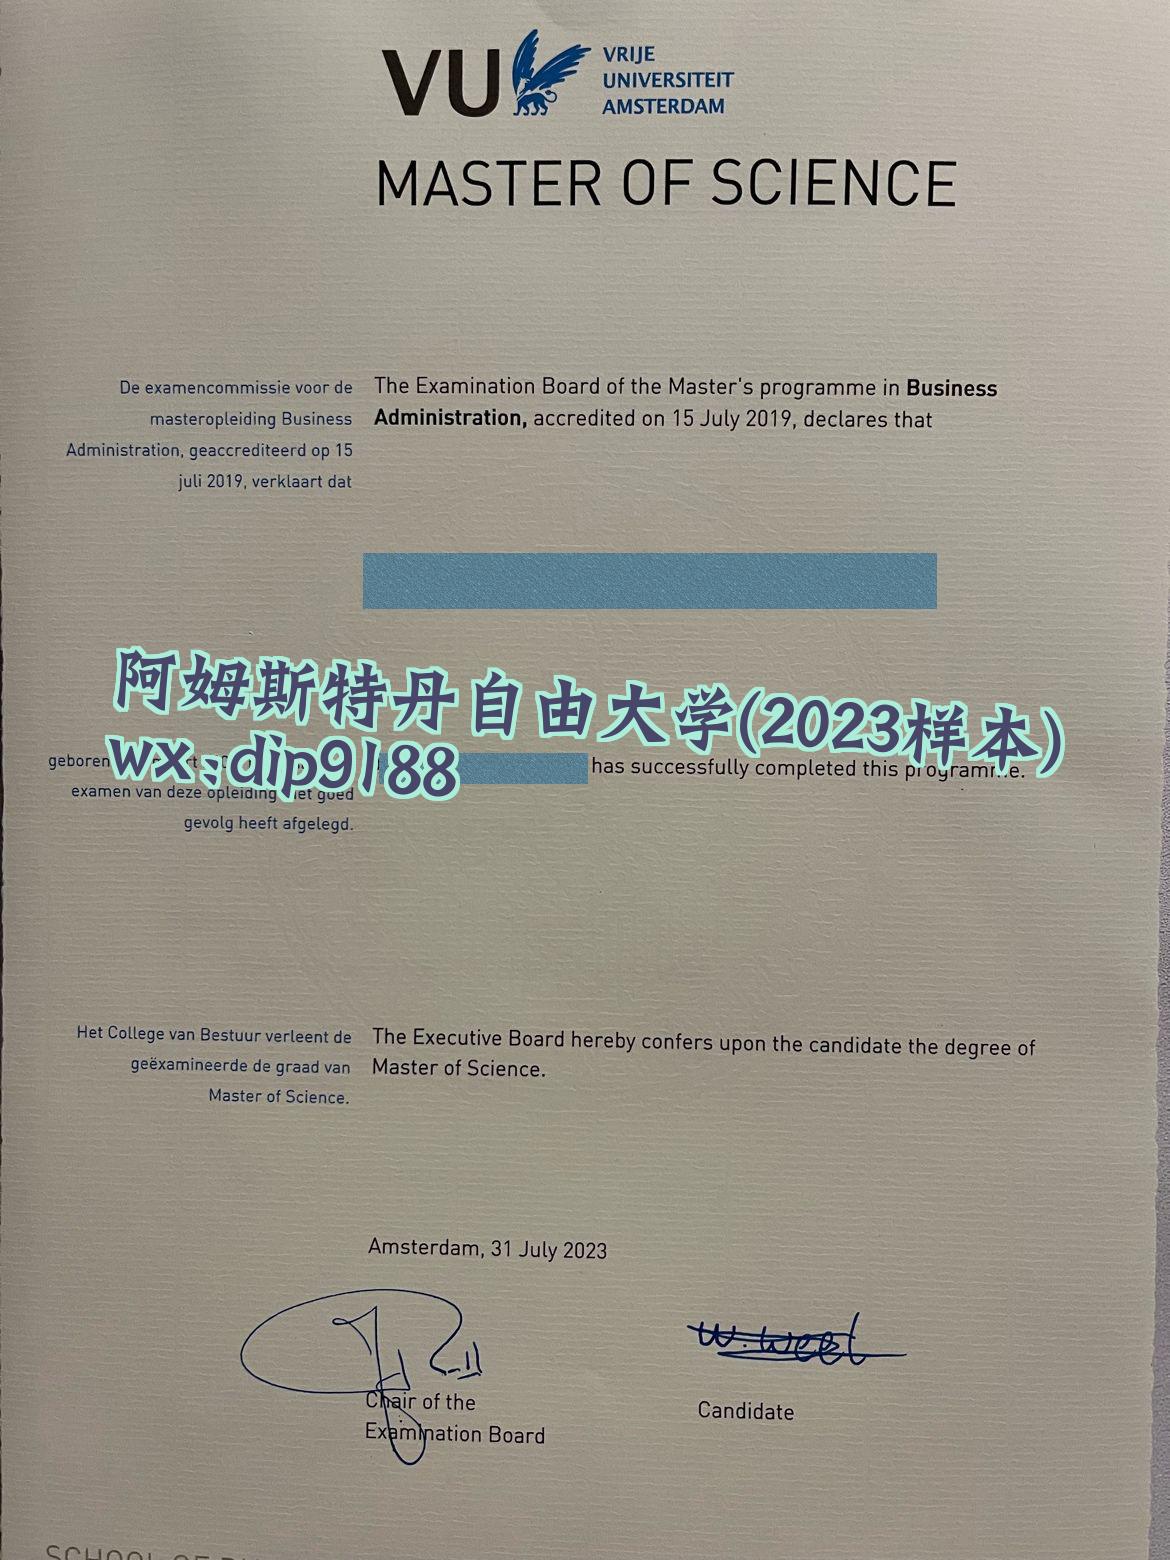 VU
VRIJE
UNIVERSITEIT
AMSTERDAM
MASTER OF SCIENCE
De examencommissie voor de
masteropleiding Business
Administration, geaccrediteerd op 15
juli 2019, verklaart dat
The Examination Board of the Master's programme in Business
Administration, accredited on 15 July 2019, declares that
阿姆斯特丹自由大学(2023样本)
wx:dip9188
geboren
has successfully completed this programme.
examen van deze opleiding met goed
gevolg heeft afgelegd.
Het College van Bestuur verleent de
geëxamineerde de graad van
Master of Science.
The Executive Board hereby confers upon the candidate the degree of
Master of Science.
Amsterdam, 31 July 2023
Chair of the
Examination Board
Candidate
SCHOOL OF